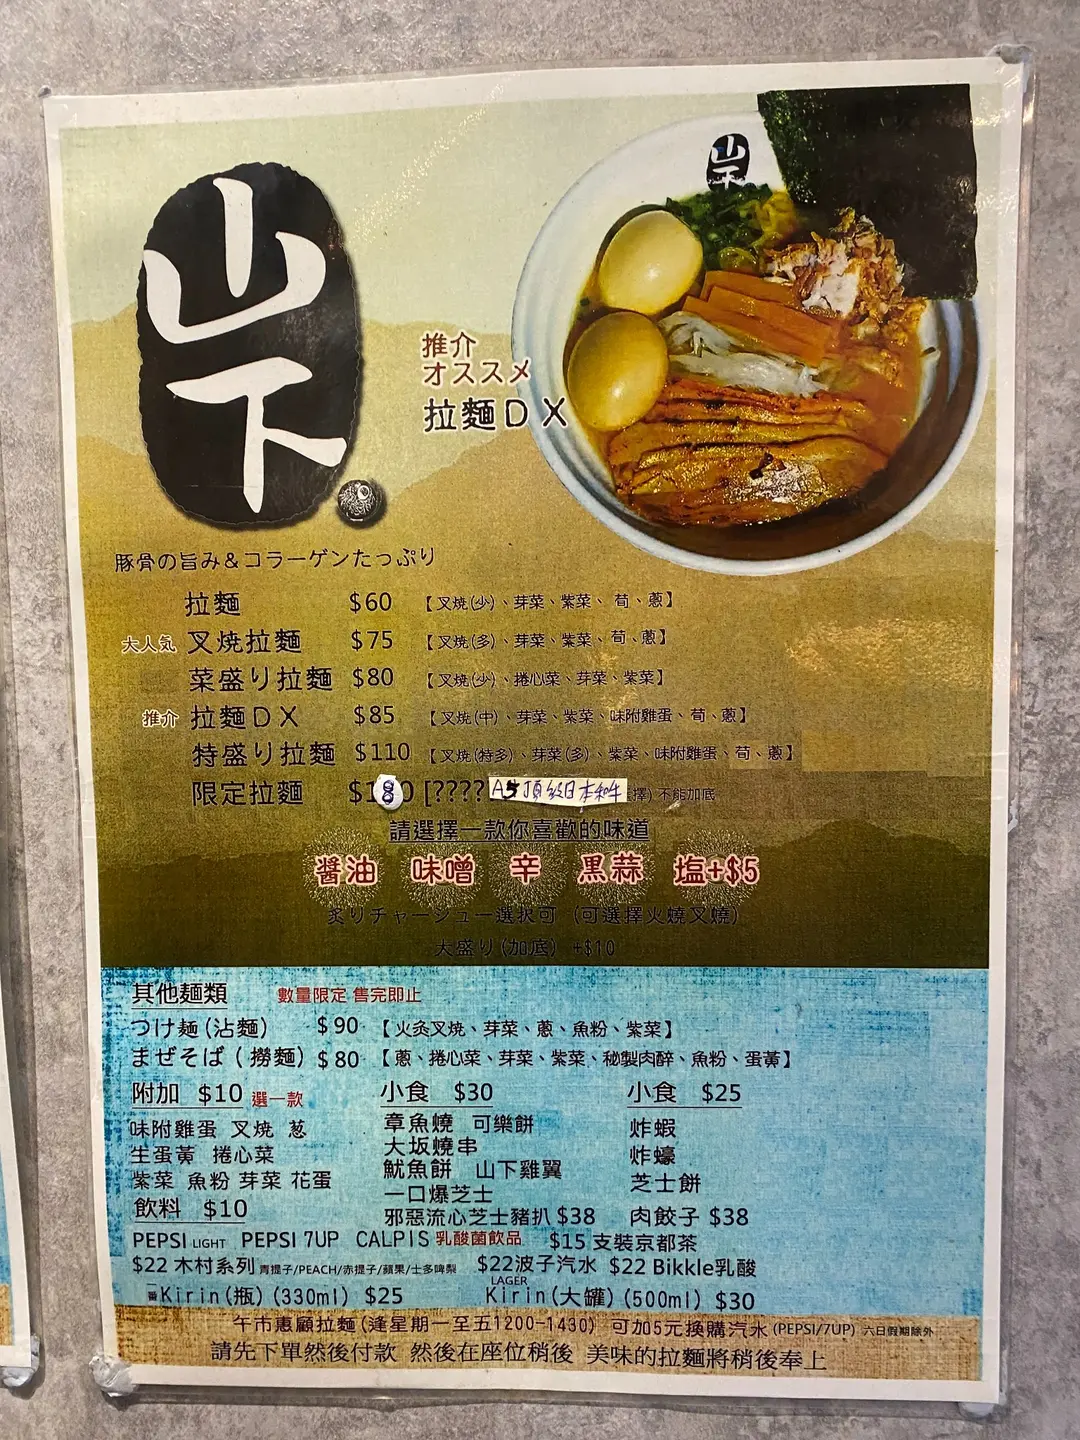 山下
山下
推介
オススメ
拉麵DX
豚骨の旨み&コラーゲンたっぷり
拉麵 $60 【叉燒(少)、芽菜、紫菜、荀、蔥】
大人気 叉燒拉麵 $75 【叉燒(多)、芽菜、紫菜、荀、蔥】
菜盛り拉麵 $80 【叉燒(少)、捲心菜、芽菜、紫菜】
推介 拉麵DX $85 【叉燒(中)、芽菜、紫菜、味附雞蛋、荀、蔥】
特盛り拉麵 $110 【叉燒(特多)、芽菜(多)、紫菜、味附雞蛋、荀、蔥】
限定拉麵 $180 [???? A5頂級日本和牛 擇) 不能加底
請選擇一款你喜歡的味道
醬油 味噌 辛 黒蒜 塩+$5
炙りチャーシュー選択可 (可選擇火燒叉燒)
大盛り(加底) +$10
其他麵類 數量限定 售完即止
つけ麺(沾麵) $90 【火灸叉燒、芽菜、蔥、魚粉、紫菜】
まぜそば(撈麵) $80 【蔥、捲心菜、芽菜、紫菜、秘製肉醉、魚粉、蛋黃】
附加 $10 選一款
味附雞蛋 叉燒 葱
生蛋黃 捲心菜
紫菜 魚粉 芽菜 花蛋
飲料 $10
小食 $30
章魚燒 可樂餅
大坂燒串
魷魚餅 山下雞翼
一口爆芝士
邪惡流心芝士豬扒 $38
小食 $25
炸蝦
炸蠔
芝士餅
肉餃子 $38
PEPSI LIGHT PEPSI 7UP CALPIS 乳酸菌飲品 $15 支裝京都茶
$22 木村系列 青提子/PEACH/赤提子/蘋果/士多啤梨 $22波子汽水 $22 Bikkle乳酸
LAGER
Kirin(瓶)(330ml) $25 Kirin(大罐)(500ml) $30
午市惠顧拉麵(逢星期一至五1200-1430) 可加5元換購汽水(PEPSI/7UP) 六日假期除外
請先下單然後付款 然後在座位稍後 美味的拉麵將稍後奉上